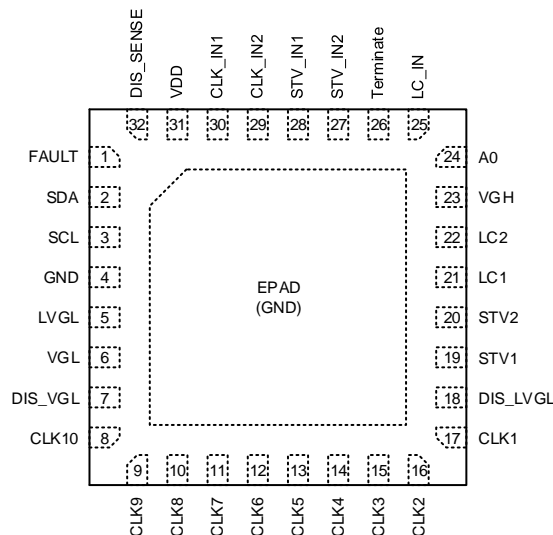 DIS_SENSE
VDD
CLK_IN1
CLK_IN2
STV_IN1
STV_IN2
Terminate
LC_IN
32
31
30
29
28
27
26
25
FAULT 1
SDA 2
SCL 3
GND 4
LVGL 5
VGL 6
DIS_VGL 7
CLK10 8
EPAD
(GND)
24 A0
23 VGH
22 LC2
21 LC1
20 STV2
19 STV1
18 DIS_LVGL
17 CLK1
9
10
11
12
13
14
15
16
CLK9
CLK8
CLK7
CLK6
CLK5
CLK4
CLK3
CLK2